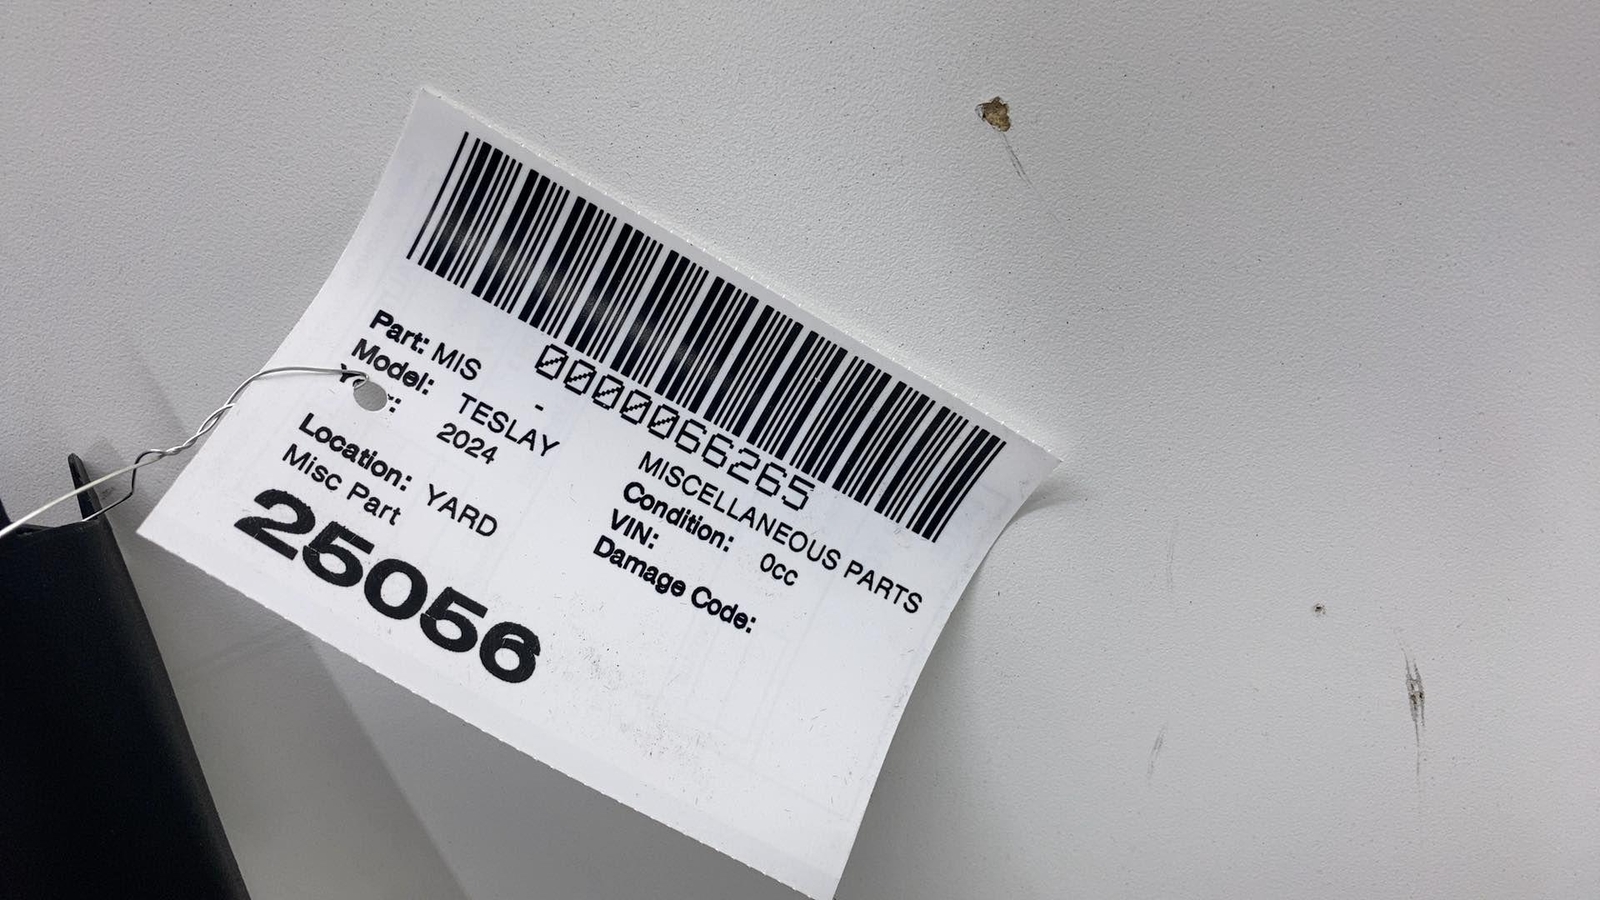 0000066265
Part: MIS - MISCELLANEOUS PARTS
Model: TESLAY Condition: 0cc
2024 VIN:
Location: YARD Damage Code:
Misc Part
25056